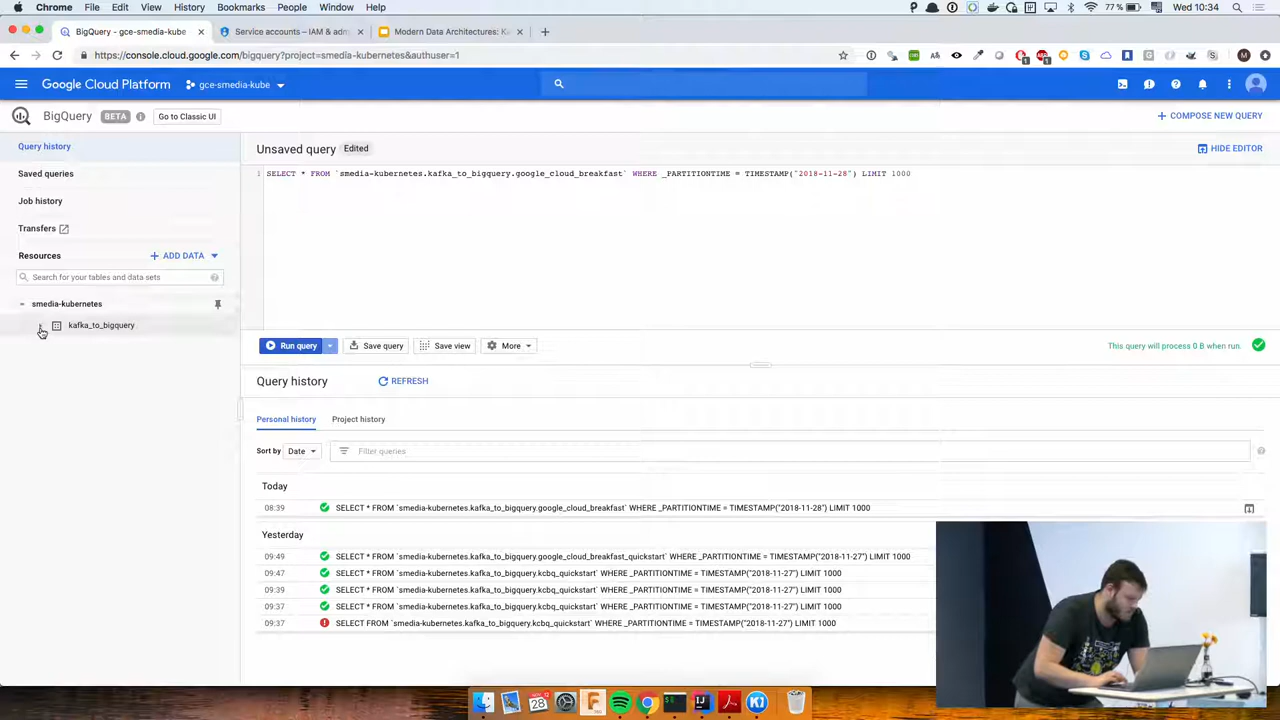 Chrome File Edit View History Bookmarks People Window Help
77 % Wed 10:34
BigQuery - gce-smedia-kube
Service accounts – IAM & adm
Modern Data Architectures: Ka
https://console.cloud.google.com/bigquery?project=smedia-kubernetes&authuser=1
Google Cloud Platform
gce-smedia-kube
BigQuery BETA Go to Classic UI
COMPOSE NEW QUERY
Query history
Saved queries
Job history
Transfers
Resources
ADD DATA
Search for your tables and data sets
smedia-kubernetes
kafka_to_bigquery
Unsaved query Edited
HIDE EDITOR
1 SELECT * FROM `smedia-kubernetes.kafka_to_bigquery.google_cloud_breakfast` WHERE _PARTITIONTIME = TIMESTAMP("2018-11-28") LIMIT 1000
Run query
Save query
Save view
More
This query will process 0 B when run.
Query history
REFRESH
Personal history
Project history
Sort by Date
Filter queries
Today
08:39 SELECT * FROM `smedia-kubernetes.kafka_to_bigquery.google_cloud_breakfast` WHERE _PARTITIONTIME = TIMESTAMP("2018-11-28") LIMIT 1000
Yesterday
09:49 SELECT * FROM `smedia-kubernetes.kafka_to_bigquery.google_cloud_breakfast_quickstart` WHERE _PARTITIONTIME = TIMESTAMP("2018-11-27") LIMIT 1000
09:47 SELECT * FROM `smedia-kubernetes.kafka_to_bigquery.kcbq_quickstart` WHERE _PARTITIONTIME = TIMESTAMP("2018-11-27") LIMIT 1000
09:39 SELECT * FROM `smedia-kubernetes.kafka_to_bigquery.kcbq_quickstart` WHERE _PARTITIONTIME = TIMESTAMP("2018-11-27") LIMIT 1000
09:37 SELECT * FROM `smedia-kubernetes.kafka_to_bigquery.kcbq_quickstart` WHERE _PARTITIONTIME = TIMESTAMP("2018-11-27") LIMIT 1000
09:37 SELECT FROM `smedia-kubernetes.kafka_to_bigquery.kcbq_quickstart` WHERE _PARTITIONTIME = TIMESTAMP("2018-11-27") LIMIT 1000
28